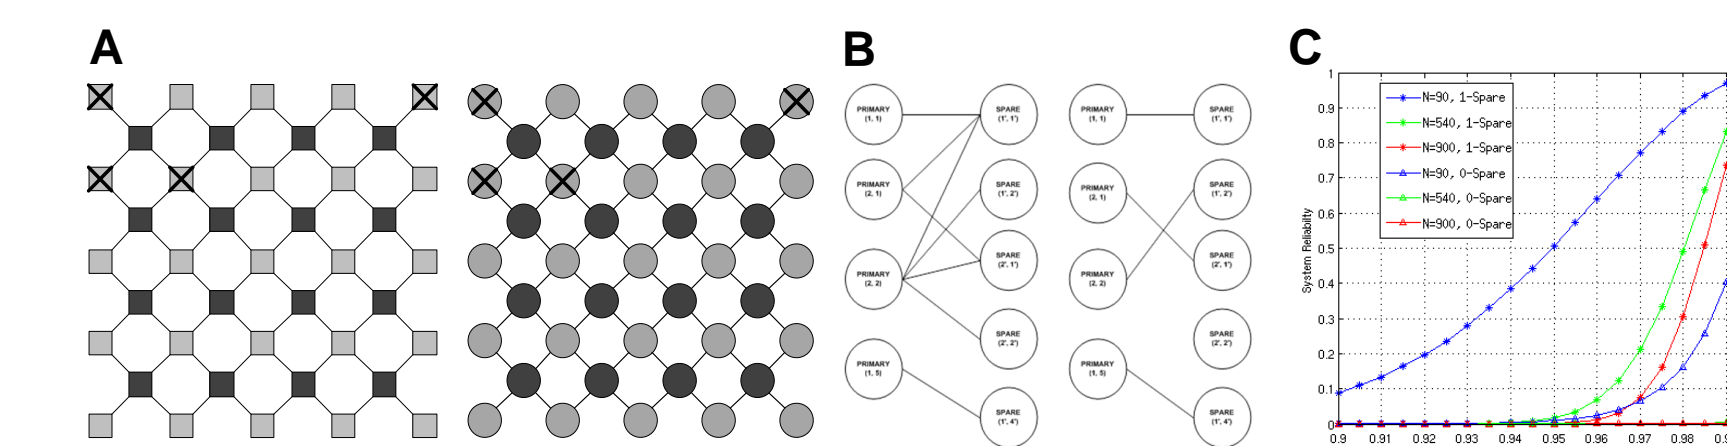 A
B
C
PRIMARY
(1, 1)
PRIMARY
(2, 1)
PRIMARY
(2, 2)
PRIMARY
(1, 5)
SPARE
(1', 1')
SPARE
(1', 2')
SPARE
(2', 1')
SPARE
(2', 2')
SPARE
(1', 4')
PRIMARY
(1, 1)
PRIMARY
(2, 1)
PRIMARY
(2, 2)
PRIMARY
(1, 5)
SPARE
(1', 1')
SPARE
(1', 2')
SPARE
(2', 1')
SPARE
(2', 2')
SPARE
(1', 4')
System Reliability
1
0.9
0.8
0.7
0.6
0.5
0.4
0.3
0.2
0.1
0
N=90, 1-Spare
N=540, 1-Spare
N=900, 1-Spare
N=90, 0-Spare
N=540, 0-Spare
N=900, 0-Spare
0.9 0.91 0.92 0.93 0.94 0.95 0.96 0.97 0.98